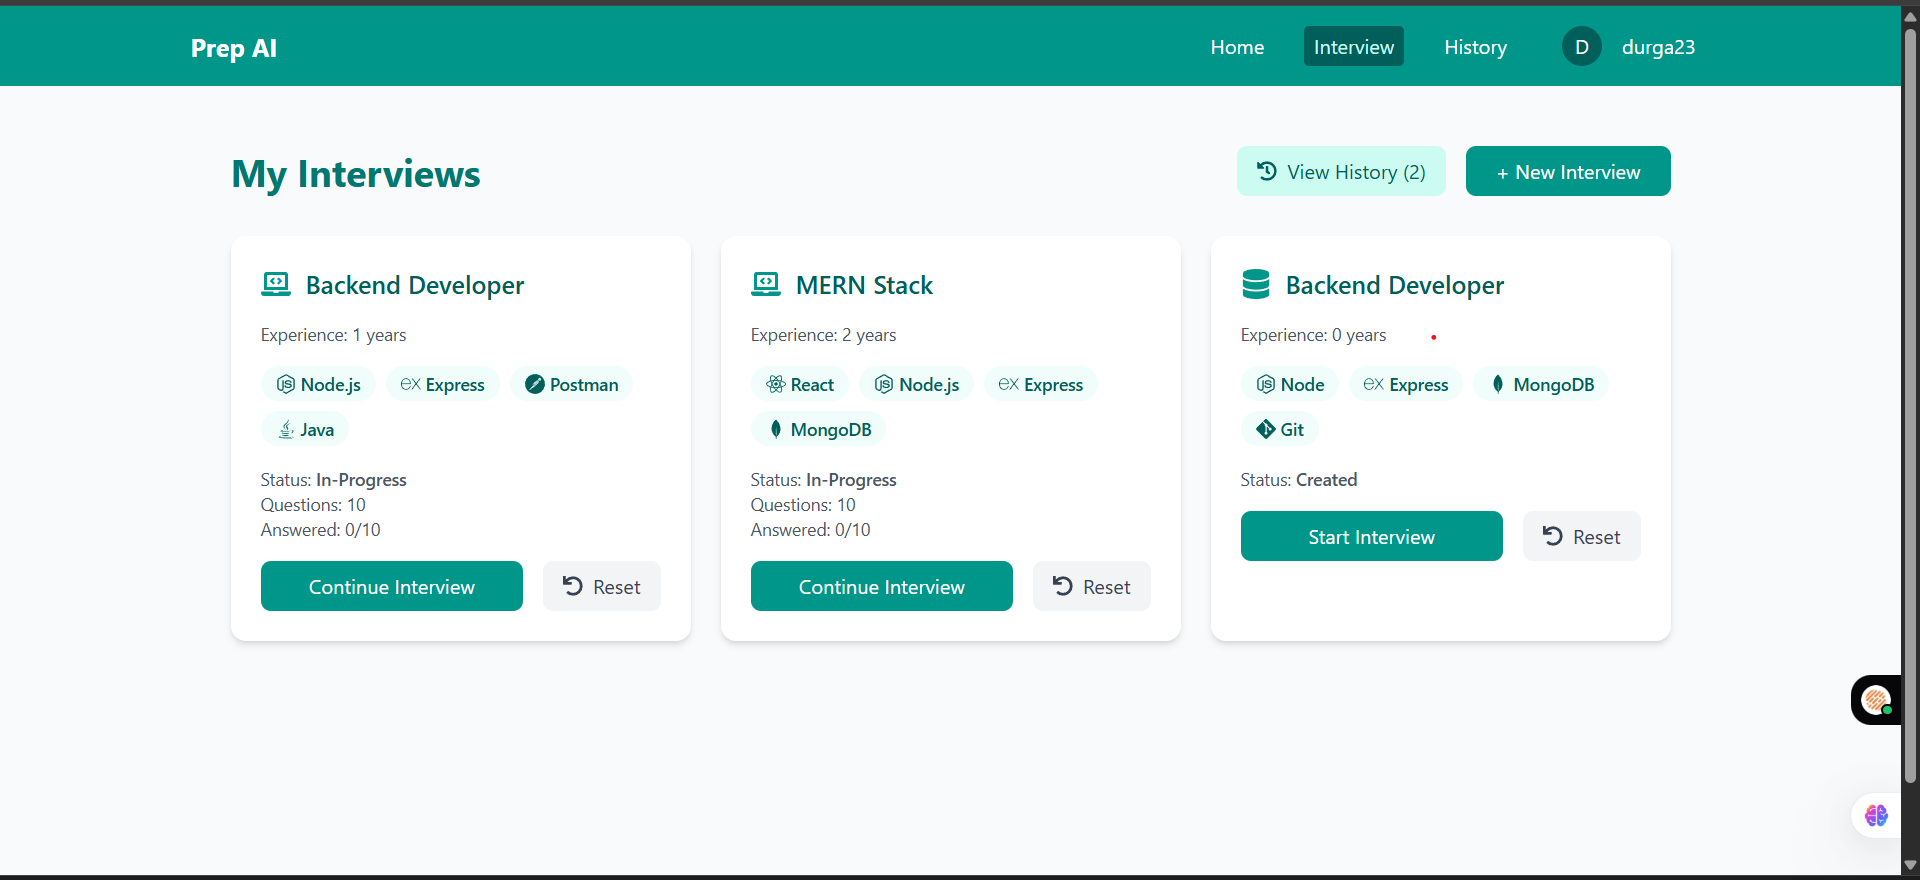 Prep AI
Home
Interview
History
D
durga23
My Interviews
View History (2)
+ New Interview
Backend Developer
Experience: 1 years
Node.js
Express
Postman
Java
Status: In-Progress
Questions: 10
Answered: 0/10
Continue Interview
Reset
MERN Stack
Experience: 2 years
React
Node.js
Express
MongoDB
Status: In-Progress
Questions: 10
Answered: 0/10
Continue Interview
Reset
Backend Developer
Experience: 0 years
Node
Express
MongoDB
Git
Status: Created
Start Interview
Reset